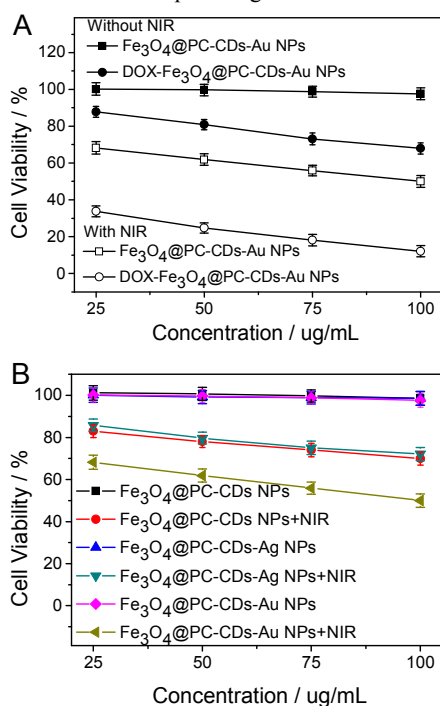 A
Without NIR
Fe₃O₄@PC-CDs-Au NPs
DOX-Fe₃O₄@PC-CDs-Au NPs
With NIR
Fe₃O₄@PC-CDs-Au NPs
DOX-Fe₃O₄@PC-CDs-Au NPs
Cell Viability / %
120
100
80
60
40
20
0
25
50
75
100
Concentration / ug/mL
B
Fe₃O₄@PC-CDs NPs
Fe₃O₄@PC-CDs NPs+NIR
Fe₃O₄@PC-CDs-Ag NPs
Fe₃O₄@PC-CDs-Ag NPs+NIR
Fe₃O₄@PC-CDs-Au NPs
Fe₃O₄@PC-CDs-Au NPs+NIR
Cell Viability / %
100
80
60
40
20
0
25
50
75
100
Concentration / ug/mL